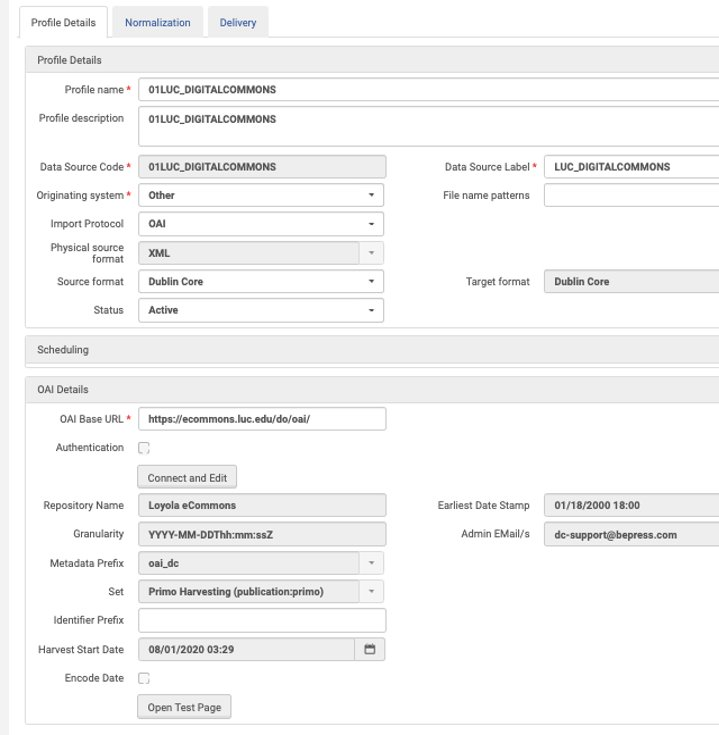 Profile Details Normalization Delivery
Profile Details
Profile name * 01LUC_DIGITALCOMMONS
Profile description 01LUC_DIGITALCOMMONS
Data Source Code * 01LUC_DIGITALCOMMONS Data Source Label * LUC_DIGITALCOMMONS
Originating system * Other File name patterns
Import Protocol OAI
Physical source
format XML
Source format Dublin Core Target format Dublin Core
Status Active
Scheduling
OAI Details
OAI Base URL * https://ecommons.luc.edu/do/oai/
Authentication
Connect and Edit
Repository Name Loyola eCommons Earliest Date Stamp 01/18/2000 18:00
Granularity YYYY-MM-DDThh:mm:ssZ Admin EMail/s dc-support@bepress.com
Metadata Prefix oai_dc
Set Primo Harvesting (publication:primo)
Identifier Prefix
Harvest Start Date 08/01/2020 03:29
Encode Date
Open Test Page